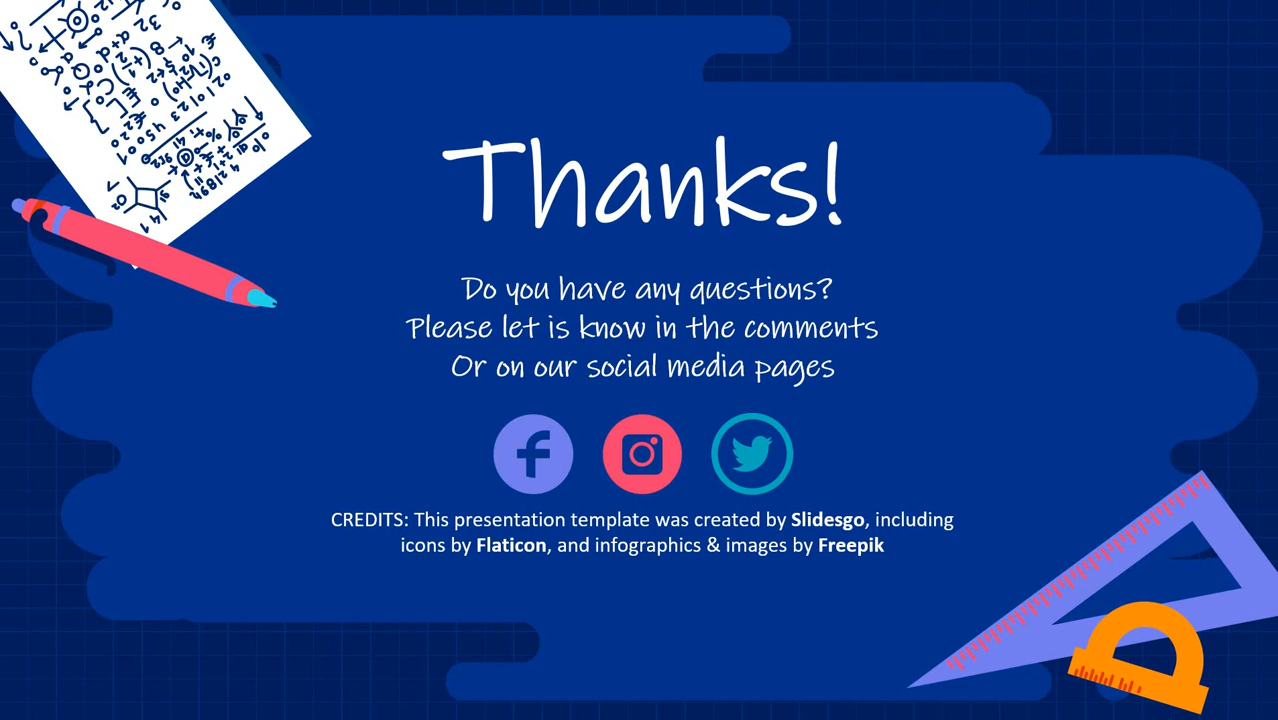 Thanks!
Do you have any questions?
Please let is know in the comments
Or on our social media pages
CREDITS: This presentation template was created by Slidesgo, including
icons by Flaticon, and infographics & images by Freepik